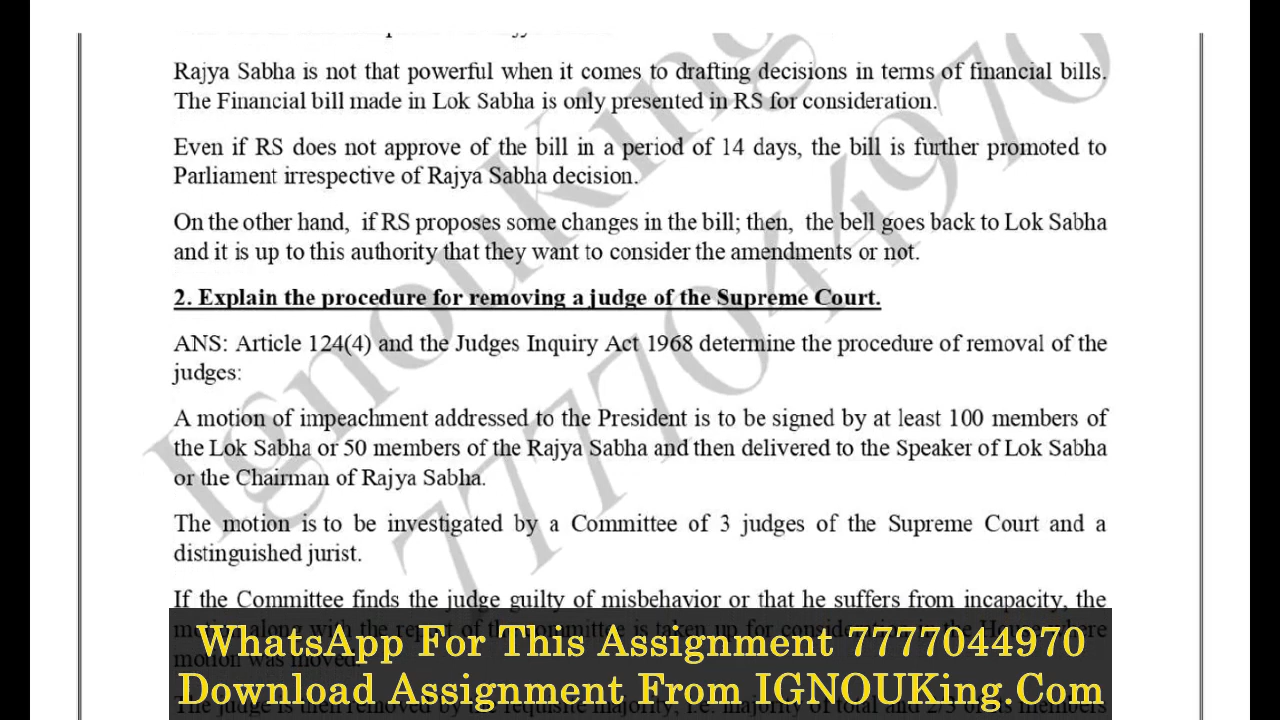 Rajya Sabha is not that powerful when it comes to drafting decisions in terms of financial bills.
The Financial bill made in Lok Sabha is only presented in RS for consideration.
Even if RS does not approve of the bill in a period of 14 days, the bill is further promoted to
Parliament irrespective of Rajya Sabha decision.
On the other hand, if RS proposes some changes in the bill; then, the bell goes back to Lok Sabha
and it is up to this authority that they want to consider the amendments or not.
2. Explain the procedure for removing a judge of the Supreme Court.
ANS: Article 124(4) and the Judges Inquiry Act 1968 determine the procedure of removal of the
judges:
A motion of impeachment addressed to the President is to be signed by at least 100 members of
the Lok Sabha or 50 members of the Rajya Sabha and then delivered to the Speaker of Lok Sabha
or the Chairman of Rajya Sabha.
The motion is to be investigated by a Committee of 3 judges of the Supreme Court and a
distinguished jurist.
If the Committee finds the judge guilty of misbehavior or that he suffers from incapacity, the
WhatsApp For This Assignment 7777044970
Download Assignment From IGNOUKing.Com
IgnouKing
7777044970